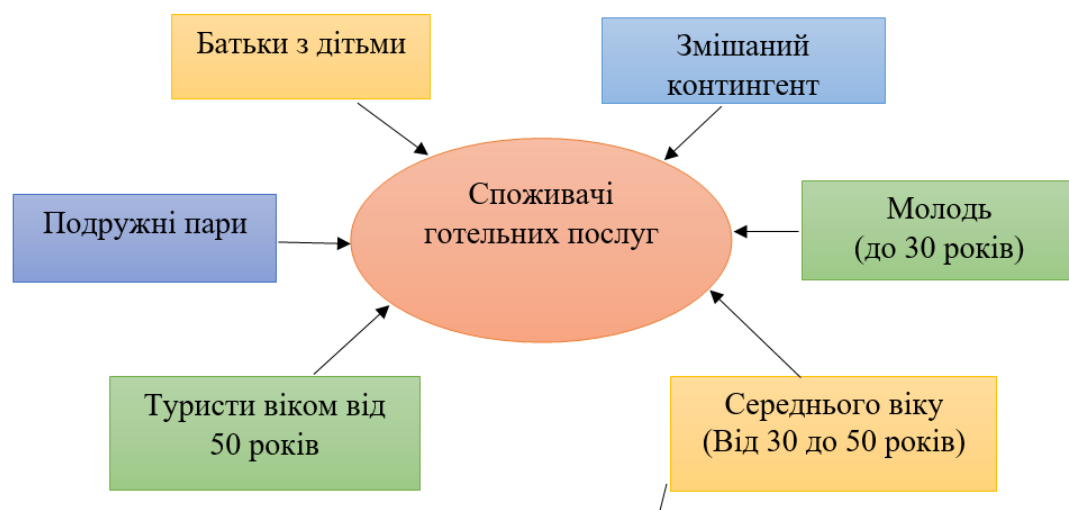 Батьки з дітьми
Змішаний
контингент
Споживачі
готельних послуг
Подружні пари
Молодь
(до 30 років)
Туристи віком від
50 років
Середнього віку
(Від 30 до 50 років)